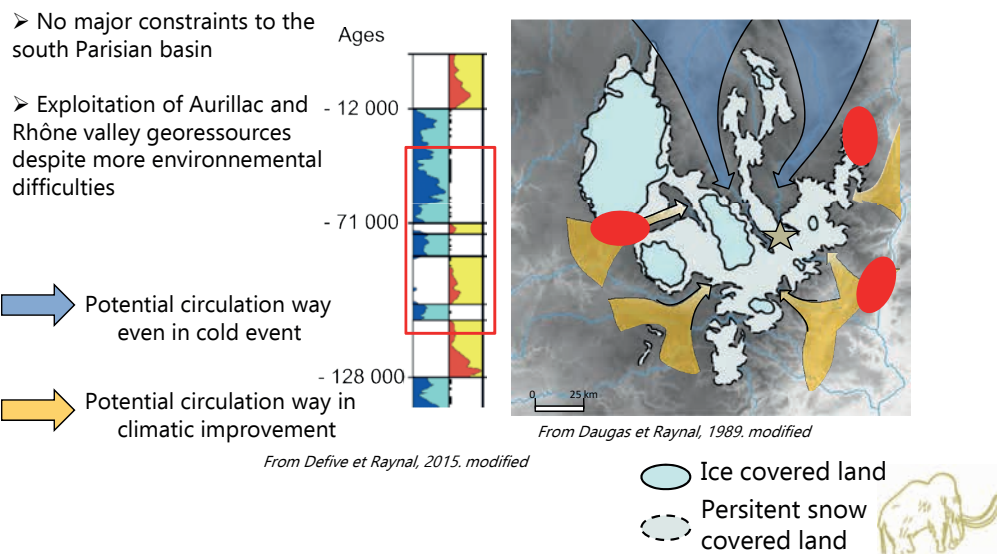 ➢ No major constraints to the
south Parisian basin
➢ Exploitation of Aurillac and
Rhône valley georessources
despite more environnemental
difficulties
Ages
- 12 000
- 71 000
- 128 000
Potential circulation way
even in cold event
Potential circulation way in
climatic improvement
From Defive et Raynal, 2015. modified
0 25 km
From Daugas et Raynal, 1989. modified
Ice covered land
Persitent snow
covered land